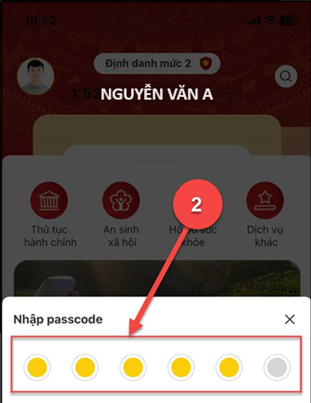 10:52
Định danh mức 2
NGUYỄN VĂN A
Thủ tục
hành chính
An sinh
xã hội
Hồ sơ sức
khỏe
Dịch vụ
khác
2
Nhập passcode